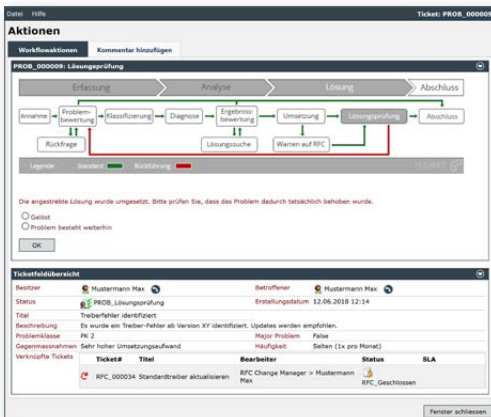 Datei Hilfe Ticket: PROB_000009
Aktionen
Workflowaktionen Kommentar hinzufügen
PROB_000009: Lösungsprüfung
Erfassung Analyse Lösung Abschluss
Annahme Problem-bewertung Klassifizierung Diagnose Ergebniss-bewertung Umsetzung Lösungsprüfung Abschluss
Rückfrage Lösungssuche Warten auf RFC
Legende: Standard: Rückführung:
Die angestrebte Lösung wurde umgesetzt. Bitte prüfen Sie, dass das Problem dadurch tatsächlich behoben wurde.
Gelöst
Problem besteht weiterhin
OK
Ticketfeldübersicht
Besitzer Mustermann Max Betroffener Mustermann Max
Status PROB_Lösungsprüfung Erstellungsdatum 12.06.2018 12:14
Titel Treiberfehler identifiziert
Beschreibung Es wurde ein Treiber-Fehler ab Version XY identifiziert. Updates werden empfohlen.
Problemklasse PK 2 Major Problem False
Gegenmassnahmen Sehr hoher Umsetzungsaufwand Häufigkeit Selten (1x pro Monat)
Verknüpfte Tickets Ticket# Titel Bearbeiter Status SLA
RFC_000034 Standardtreiber aktualisieren RFC Change Manager > Mustermann Max RFC_Geschlossen
Fenster schliessen